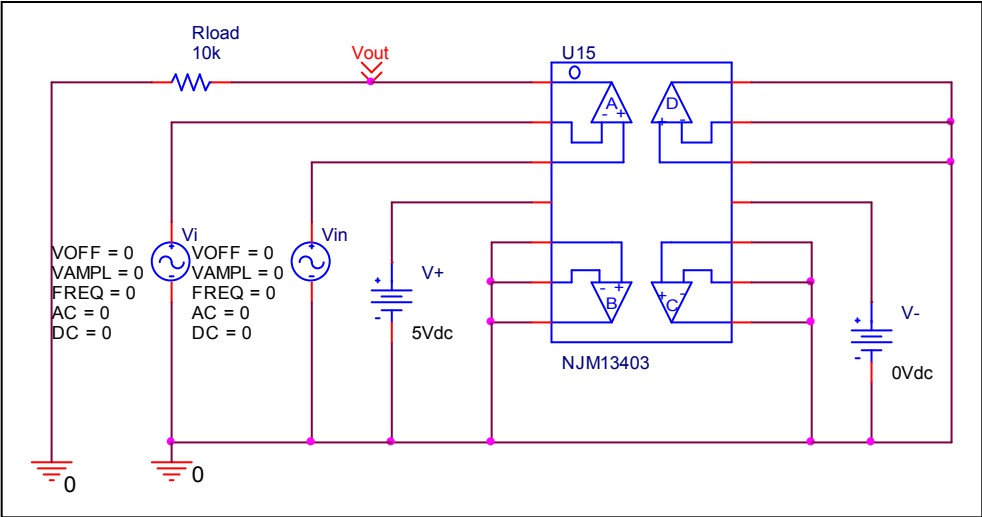 Rload
10k
Vout
U15
A
- +
D
+ -
Vi
VOFF = 0
VAMPL = 0
FREQ = 0
AC = 0
DC = 0
Vin
VOFF = 0
VAMPL = 0
FREQ = 0
AC = 0
DC = 0
+
-
+
-
V+
+
-
5Vdc
- +
B
+ -
C
NJM13403
V-
+
-
0Vdc
0
0